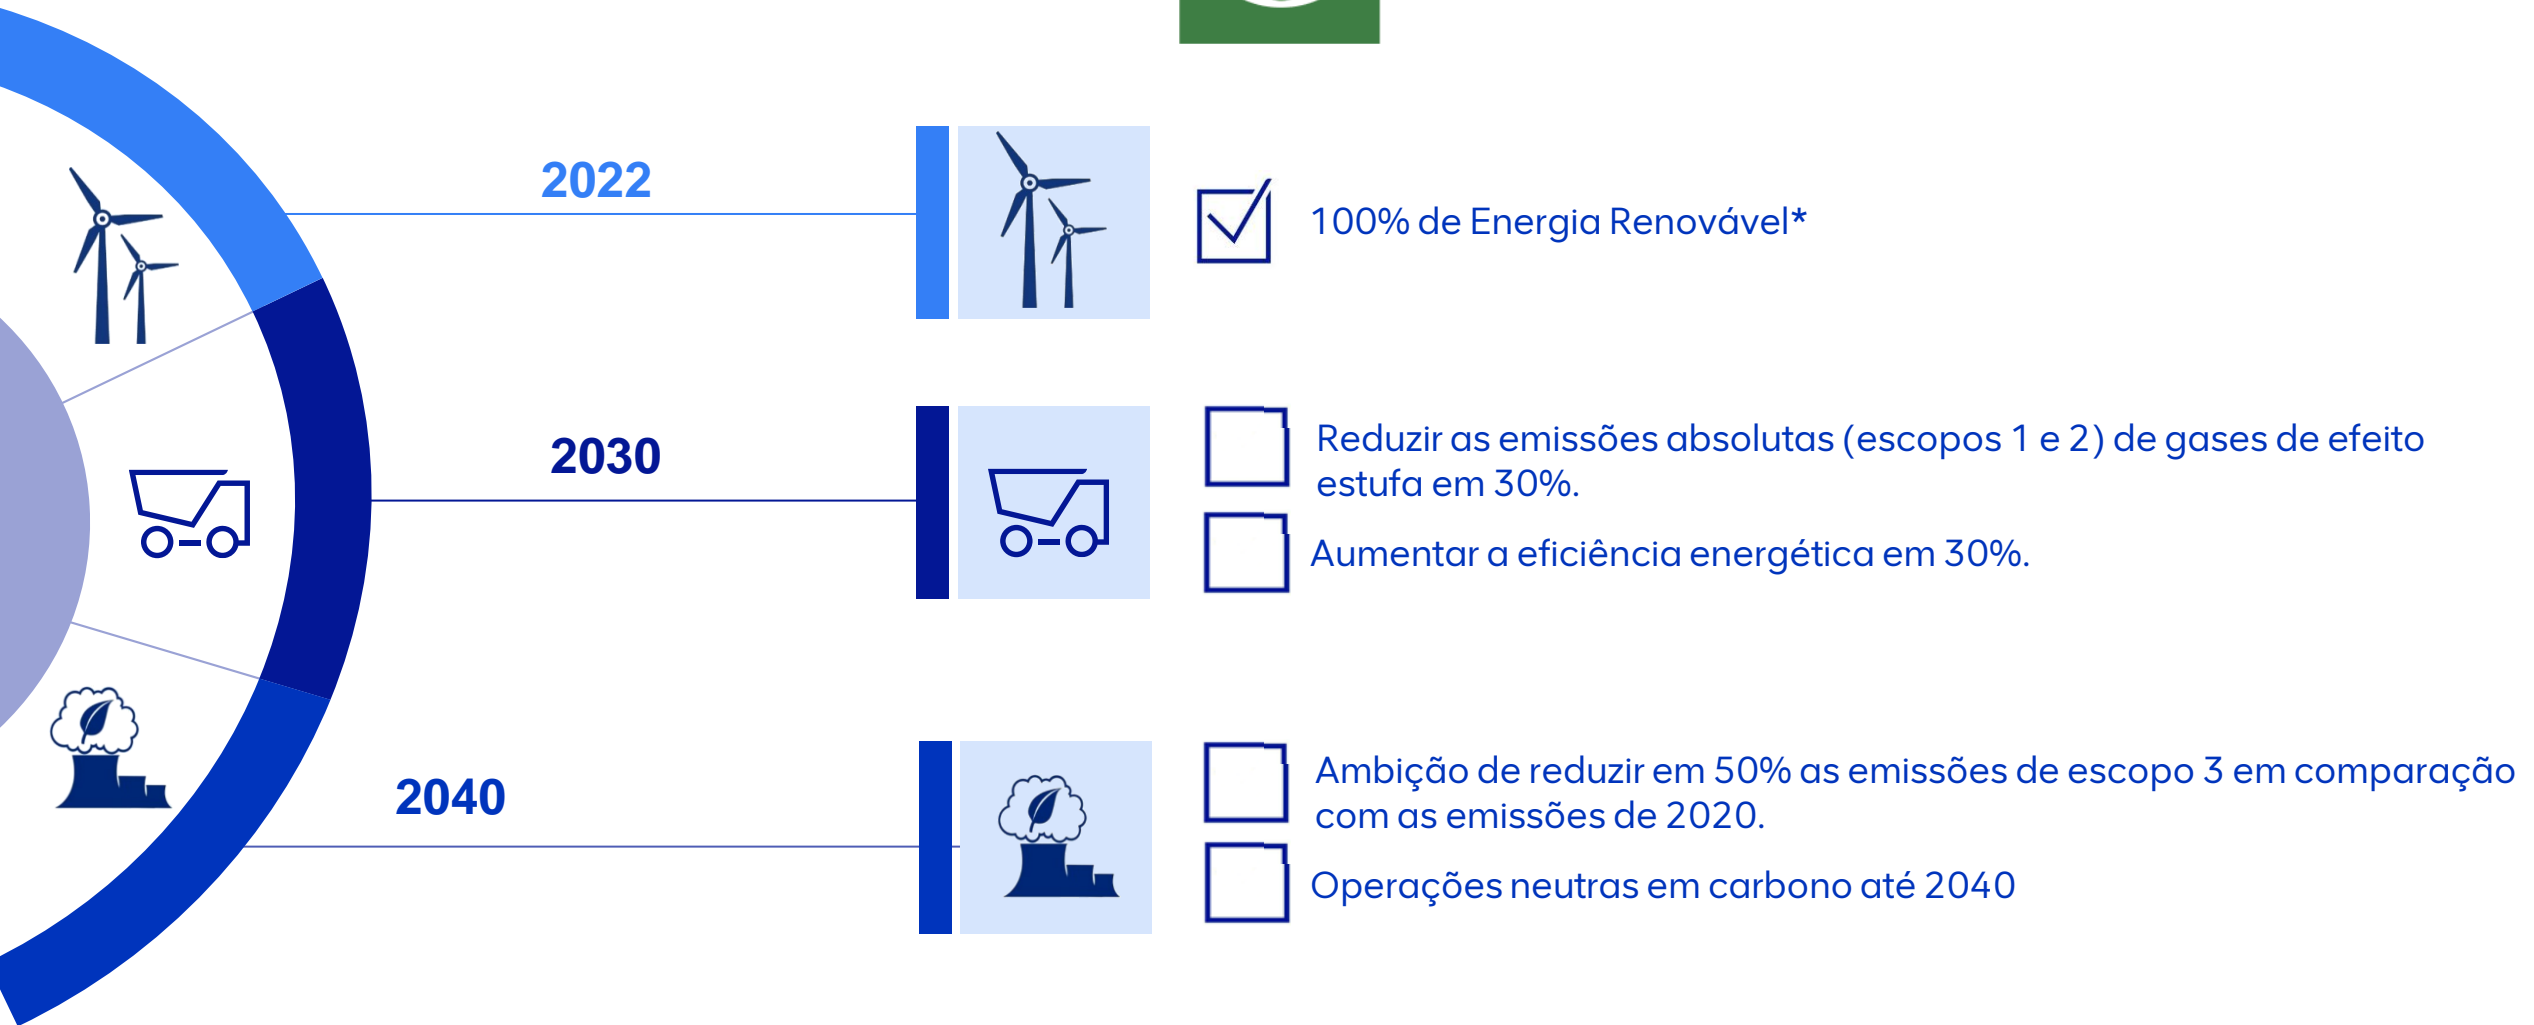 2022
100% de Energia Renovável*
2030
Reduzir as emissões absolutas (escopos 1 e 2) de gases de efeito
estufa em 30%.
Aumentar a eficiência energética em 30%.
2040
Ambição de reduzir em 50% as emissões de escopo 3 em comparação
com as emissões de 2020.
Operações neutras em carbono até 2040